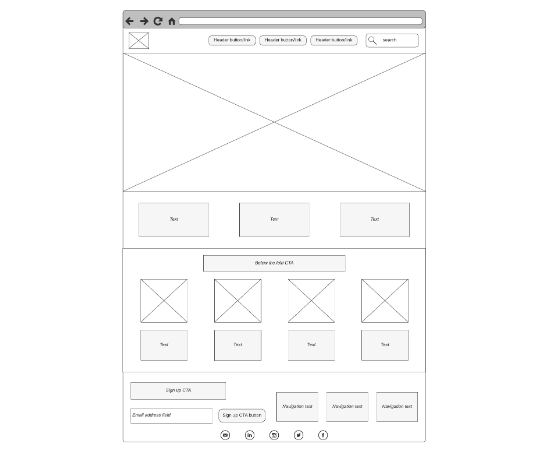 Header button/link Header button/link Header button/link search
Text Text Text
Below the fold CTA
Text Text Text Text
Sign up CTA
Navigation text Navigation text Navigation text
Email address field Sign up CTA button